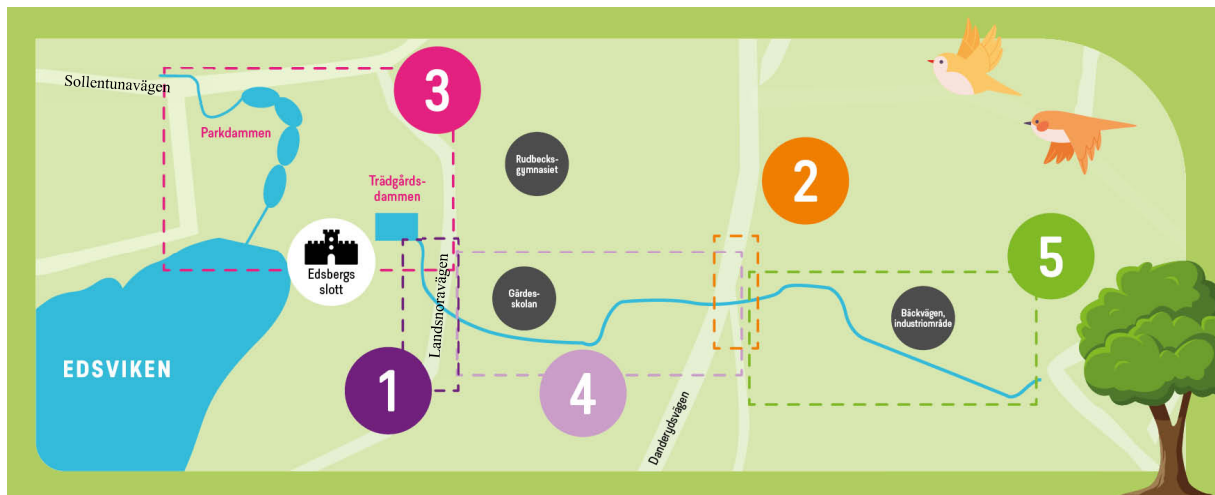 Sollentunavägen
3
Parkdammen
Rudbecks-
gymnasiet
2
Trädgårds-
dammen
Edsbergs
slott
Landsnoravägen
Gårdes-
skolan
5
Bäckvägen,
industriområde
EDSVIKEN
1
4
Danderydsvägen